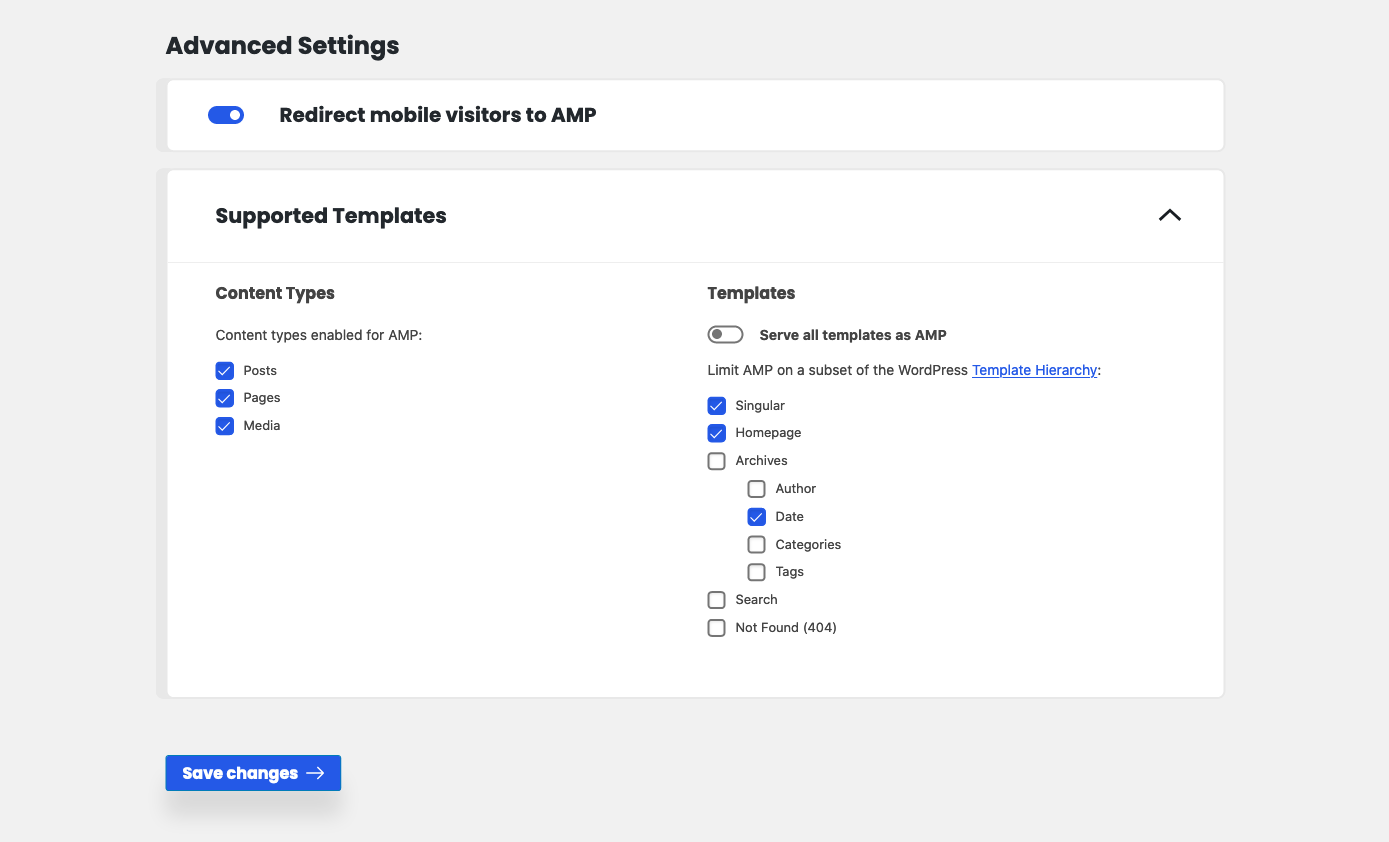 Advanced Settings
Redirect mobile visitors to AMP
Supported Templates
Content Types
Content types enabled for AMP:
Posts
Pages
Media
Templates
Serve all templates as AMP
Limit AMP on a subset of the WordPress Template Hierarchy:
Singular
Homepage
Archives
Author
Date
Categories
Tags
Search
Not Found (404)
Save changes